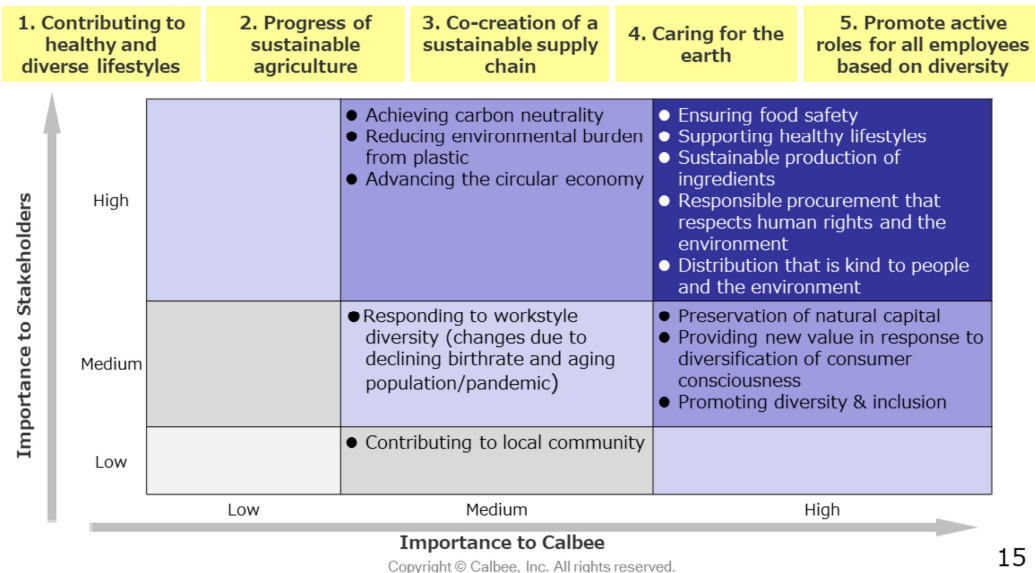 1. Contributing to
healthy and
diverse lifestyles
2. Progress of
sustainable
agriculture
3. Co-creation of a
sustainable supply
chain
4. Caring for the
earth
5. Promote active
roles for all employees
based on diversity
Importance to Stakeholders
High
● Achieving carbon neutrality
● Reducing environmental burden
from plastic
● Advancing the circular economy
● Ensuring food safety
● Supporting healthy lifestyles
● Sustainable production of
ingredients
● Responsible procurement that
respects human rights and the
environment
● Distribution that is kind to people
and the environment
Medium
● Responding to workstyle
diversity (changes due to
declining birthrate and aging
population/pandemic)
● Preservation of natural capital
● Providing new value in response to
diversification of consumer
consciousness
● Promoting diversity & inclusion
Low
● Contributing to local community
Low
Medium
High
Importance to Calbee
Copyright © Calbee, Inc. All rights reserved.
15